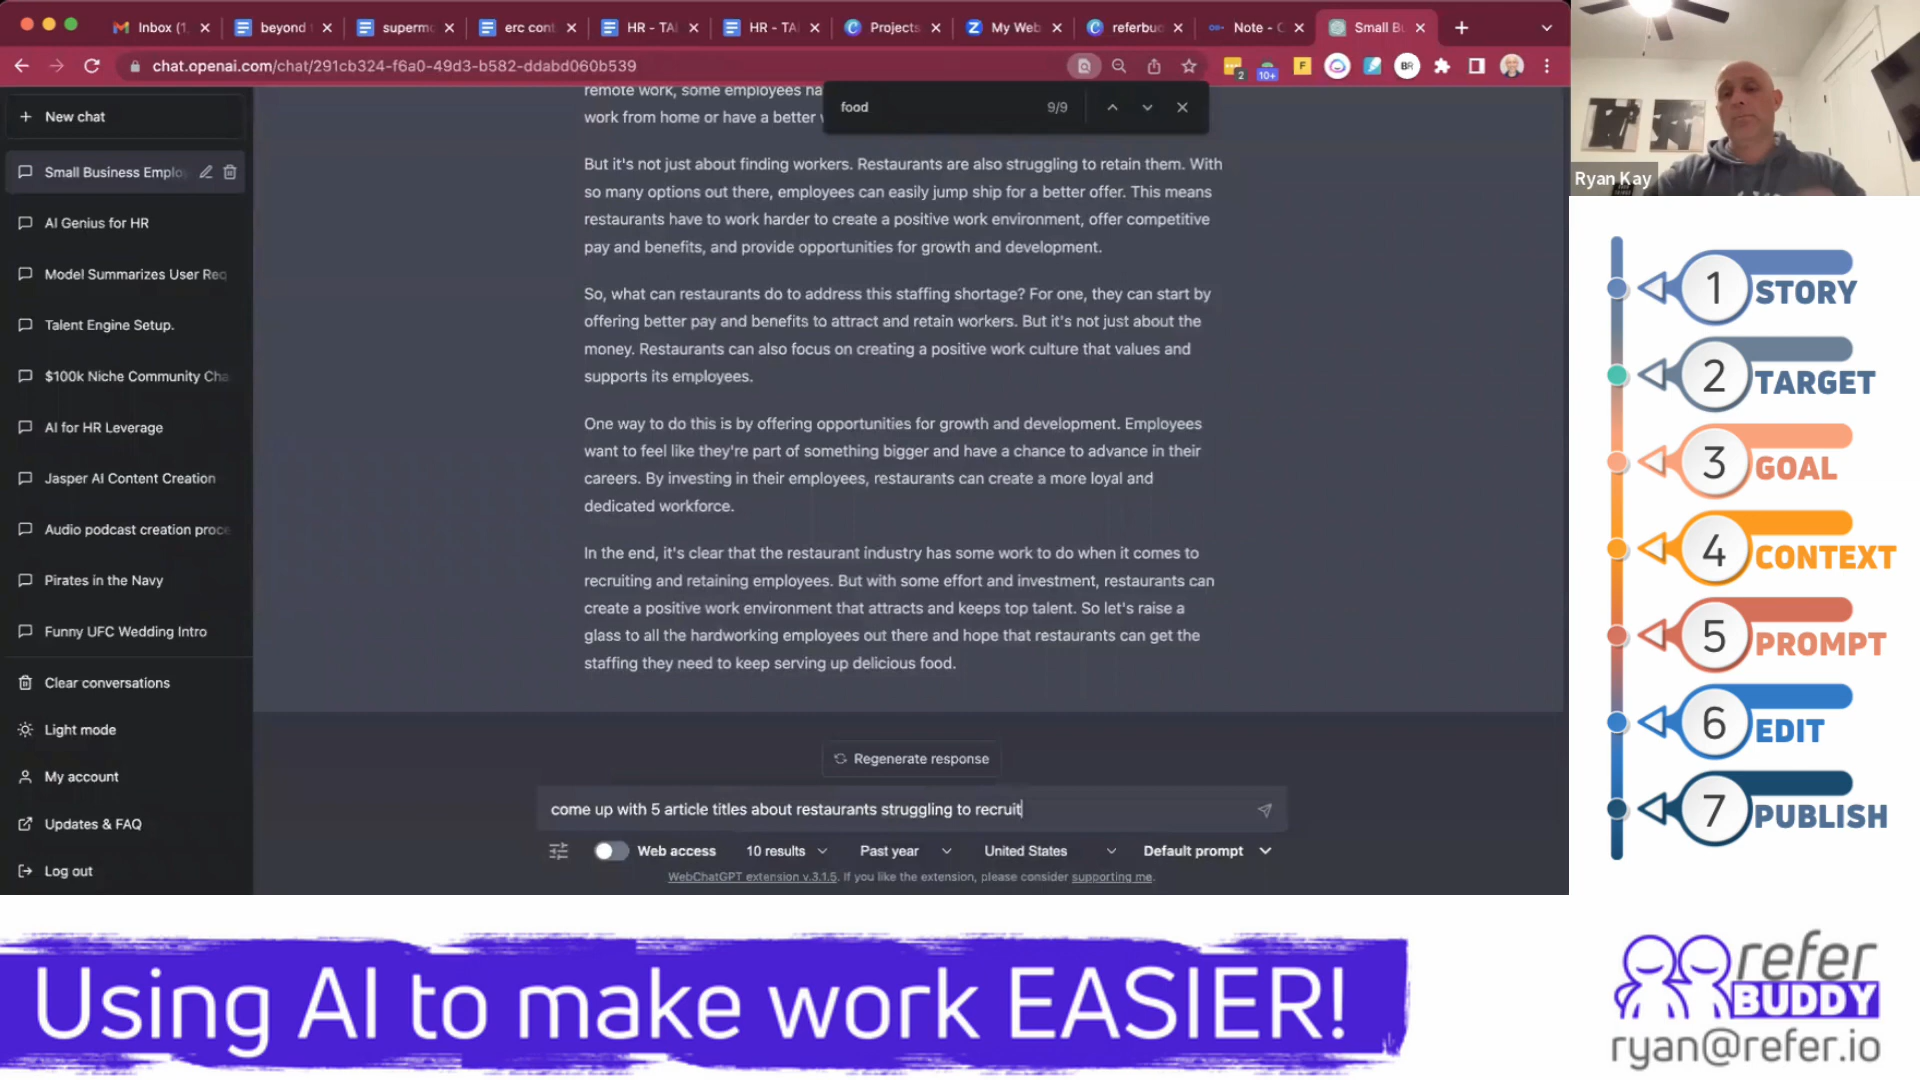 Inbox (1,
beyond
supermo
erc cont
HR - TAL
HR - TAL
Projects
My Web
referbud
Note - C
Small Bu
chat.openai.com/chat/291cb324-f6a0-49d3-b582-ddabd060b539
2
10+
F
BR
food
9/9
New chat
Small Business Emplo
AI Genius for HR
Model Summarizes User Req
Talent Engine Setup.
$100k Niche Community Cha
AI for HR Leverage
Jasper AI Content Creation
Audio podcast creation proce
Pirates in the Navy
Funny UFC Wedding Intro
Clear conversations
Light mode
My account
Updates & FAQ
Log out
remote work, some employees ha
work from home or have a better
But it's not just about finding workers. Restaurants are also struggling to retain them. With
so many options out there, employees can easily jump ship for a better offer. This means
restaurants have to work harder to create a positive work environment, offer competitive
pay and benefits, and provide opportunities for growth and development.
So, what can restaurants do to address this staffing shortage? For one, they can start by
offering better pay and benefits to attract and retain workers. But it's not just about the
money. Restaurants can also focus on creating a positive work culture that values and
supports its employees.
One way to do this is by offering opportunities for growth and development. Employees
want to feel like they're part of something bigger and have a chance to advance in their
careers. By investing in their employees, restaurants can create a more loyal and
dedicated workforce.
In the end, it's clear that the restaurant industry has some work to do when it comes to
recruiting and retaining employees. But with some effort and investment, restaurants can
create a positive work environment that attracts and keeps top talent. So let's raise a
glass to all the hardworking employees out there and hope that restaurants can get the
staffing they need to keep serving up delicious food.
Regenerate response
come up with 5 article titles about restaurants struggling to recruit
Web access
10 results
Past year
United States
Default prompt
WebChatGPT extension v.3.1.5. If you like the extension, please consider supporting me.
Ryan Kay
1 STORY
2 TARGET
3 GOAL
4 CONTEXT
5 PROMPT
6 EDIT
7 PUBLISH
Using AI to make work EASIER!
refer
BUDDY
ryan@refer.io